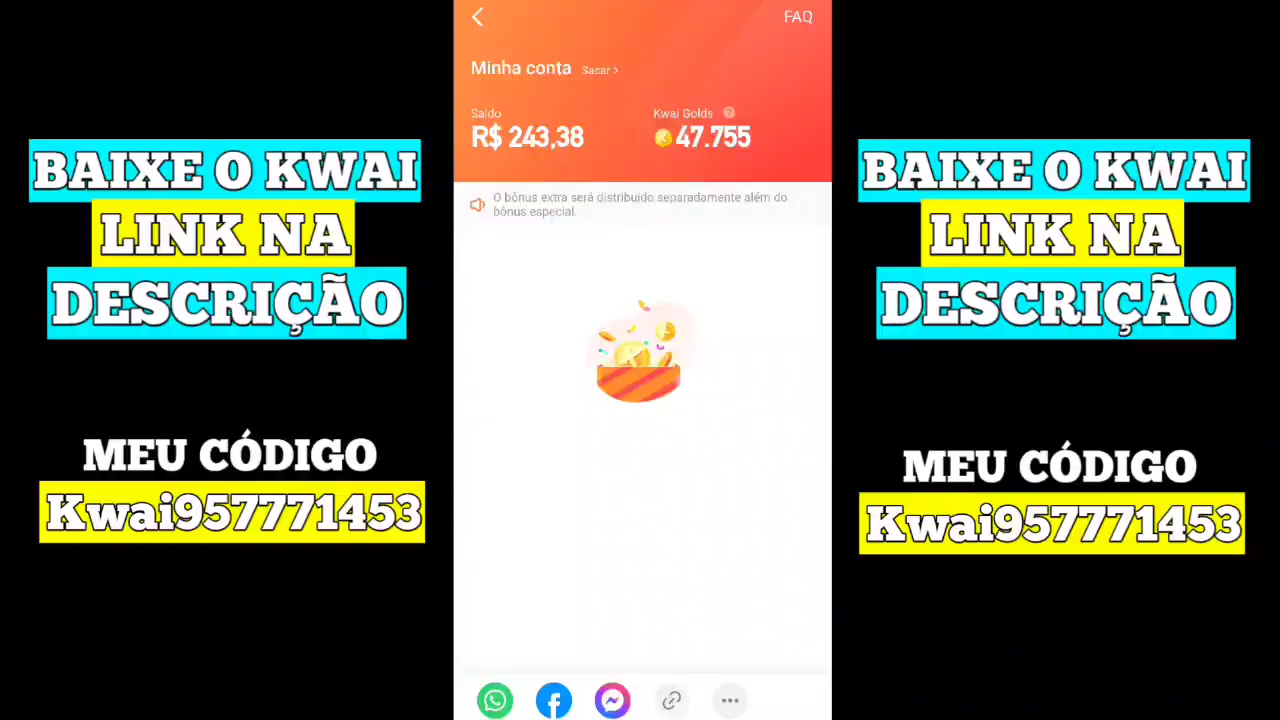 BAIXE O KWAI
LINK NA
DESCRIÇÃO
MEU CÓDIGO
Kwai957771453
FAQ
Minha conta Sacar >
Saldo
R$ 243,38
Kwai Golds ?
47.755
O bônus extra será distribuido separadamente além do
bônus especial.
BAIXE O KWAI
LINK NA
DESCRIÇÃO
MEU CÓDIGO
Kwai957771453